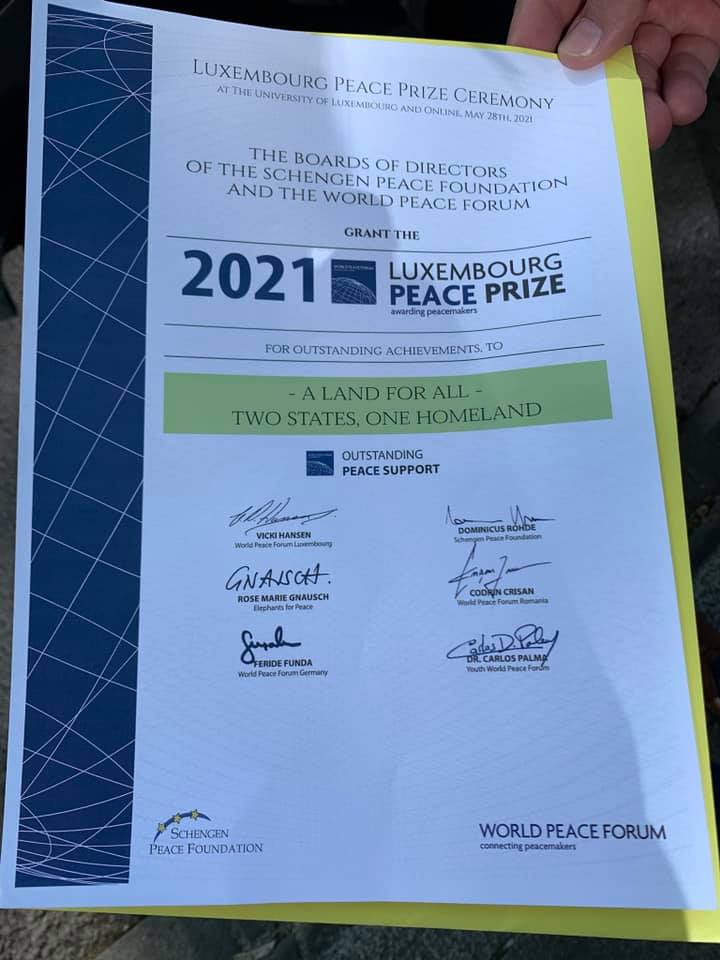 LUXEMBOURG PEACE PRIZE CEREMONY
AT THE UNIVERSITY OF LUXEMBOURG AND ONLINE, MAY 28TH, 2021
THE BOARDS OF DIRECTORS
OF THE SCHENGEN PEACE FOUNDATION
AND THE WORLD PEACE FORUM
GRANT THE
2021
WORLD PEACE FORUM
LUXEMBOURG
PEACE PRIZE
awarding peacemakers
FOR OUTSTANDING ACHIEVEMENTS, TO
- A LAND FOR ALL -
TWO STATES, ONE HOMELAND
OUTSTANDING
PEACE SUPPORT
VICKI HANSEN
World Peace Forum Luxembourg
DOMINICUS ROHDE
Schengen Peace Foundation
GNAUSCH.
ROSE MARIE GNAUSCH
Elephants for Peace
CODRIN CRISAN
World Peace Forum Romania
FERIDE FUNDA
World Peace Forum Germany
Carlos D. Palma
DR. CARLOS PALMA
Youth World Peace Forum
SCHENGEN
PEACE FOUNDATION
WORLD PEACE FORUM
connecting peacemakers